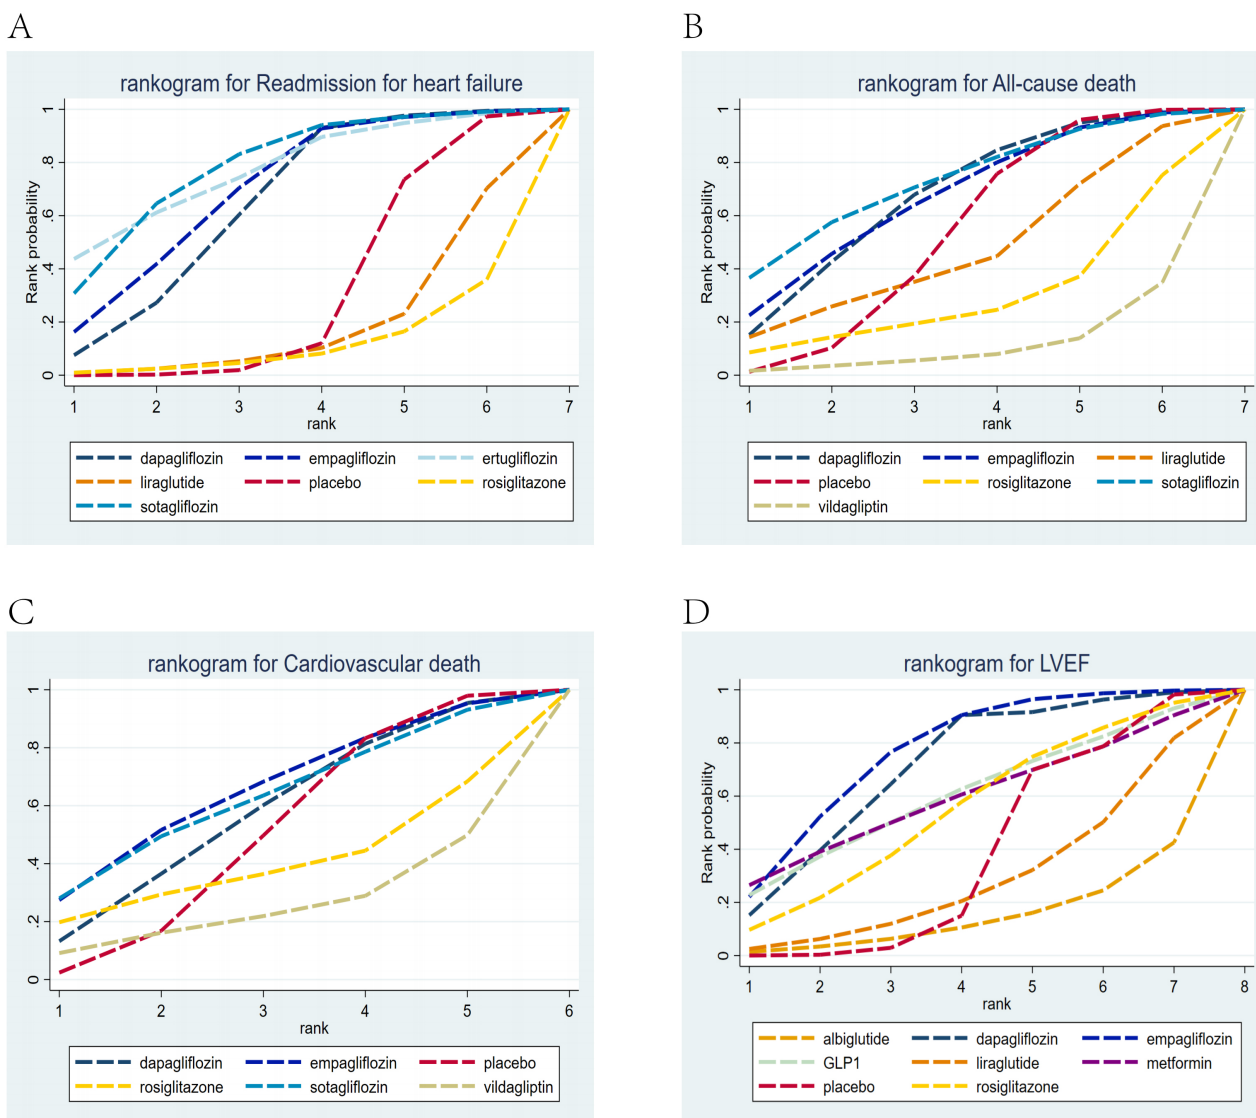 A
rankogram for Readmission for heart failure
Rank probability
1
.8
.6
.4
.2
0
1 2 3 4 5 6 7
rank
dapagliflozin empagliflozin ertugliflozin
liraglutide placebo rosiglitazone
sotagliflozin
B
rankogram for All-cause death
Rank probability
1
.8
.6
.4
.2
0
1 2 3 4 5 6 7
rank
dapagliflozin empagliflozin liraglutide
placebo rosiglitazone sotagliflozin
vildagliptin
C
rankogram for Cardiovascular death
1
.8
.6
.4
.2
0
1 2 3 4 5 6
rank
dapagliflozin empagliflozin placebo
rosiglitazone sotagliflozin vildagliptin
D
rankogram for LVEF
Rank probability
1
.8
.6
.4
.2
0
1 2 3 4 5 6 7 8
rank
albiglutide dapagliflozin empagliflozin
GLP1 liraglutide metformin
placebo rosiglitazone